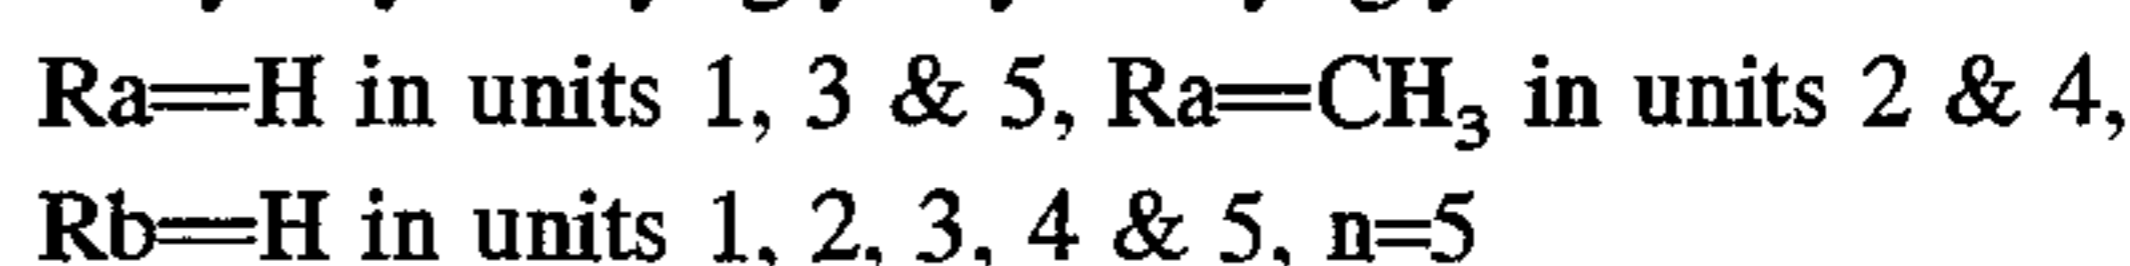 Ra═H in units 1, 3 & 5, Ra═CH₃ in units 2 & 4,
Rb═H in units 1, 2, 3, 4 & 5, n=5